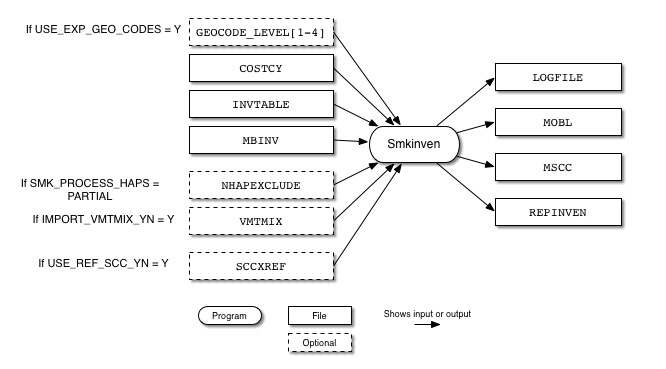 If USE_EXP_GEO_CODES = Y
GEOCODE_LEVEL[1-4]
COSTCY
INVTABLE
MBINV
If SMK_PROCESS_HAPS =
PARTIAL
NHAPEXCLUDE
If IMPORT_VMTMIX_YN = Y
VMTMIX
If USE_REF_SCC_YN = Y
SCCXREF
Smkinven
LOGFILE
MOBL
MSCC
REPINVEN
Program
File
Optional
Shows input or output